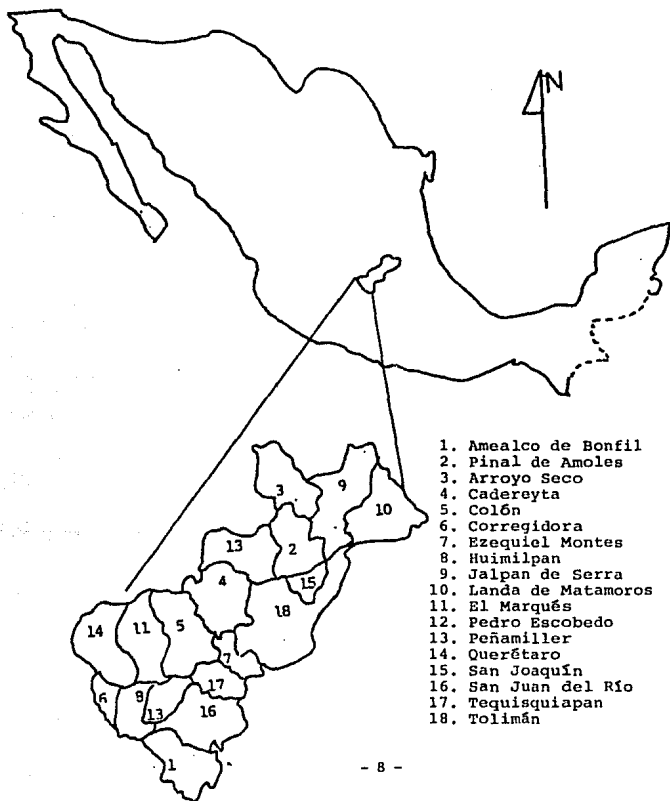 N
1. Amealco de Bonfil
2. Pinal de Amoles
3. Arroyo Seco
4. Cadereyta
5. Colón
6. Corregidora
7. Ezequiel Montes
8. Huimilpan
9. Jalpan de Serra
10. Landa de Matamoros
11. El Marqués
12. Pedro Escobedo
13. Peñamiller
14. Querétaro
15. San Joaquín
16. San Juan del Río
17. Tequisquiapan
18. Tolimán
3
9
10
13
2
15
4
18
14
11
5
7
17
6
8
13
16
1
- 8 -